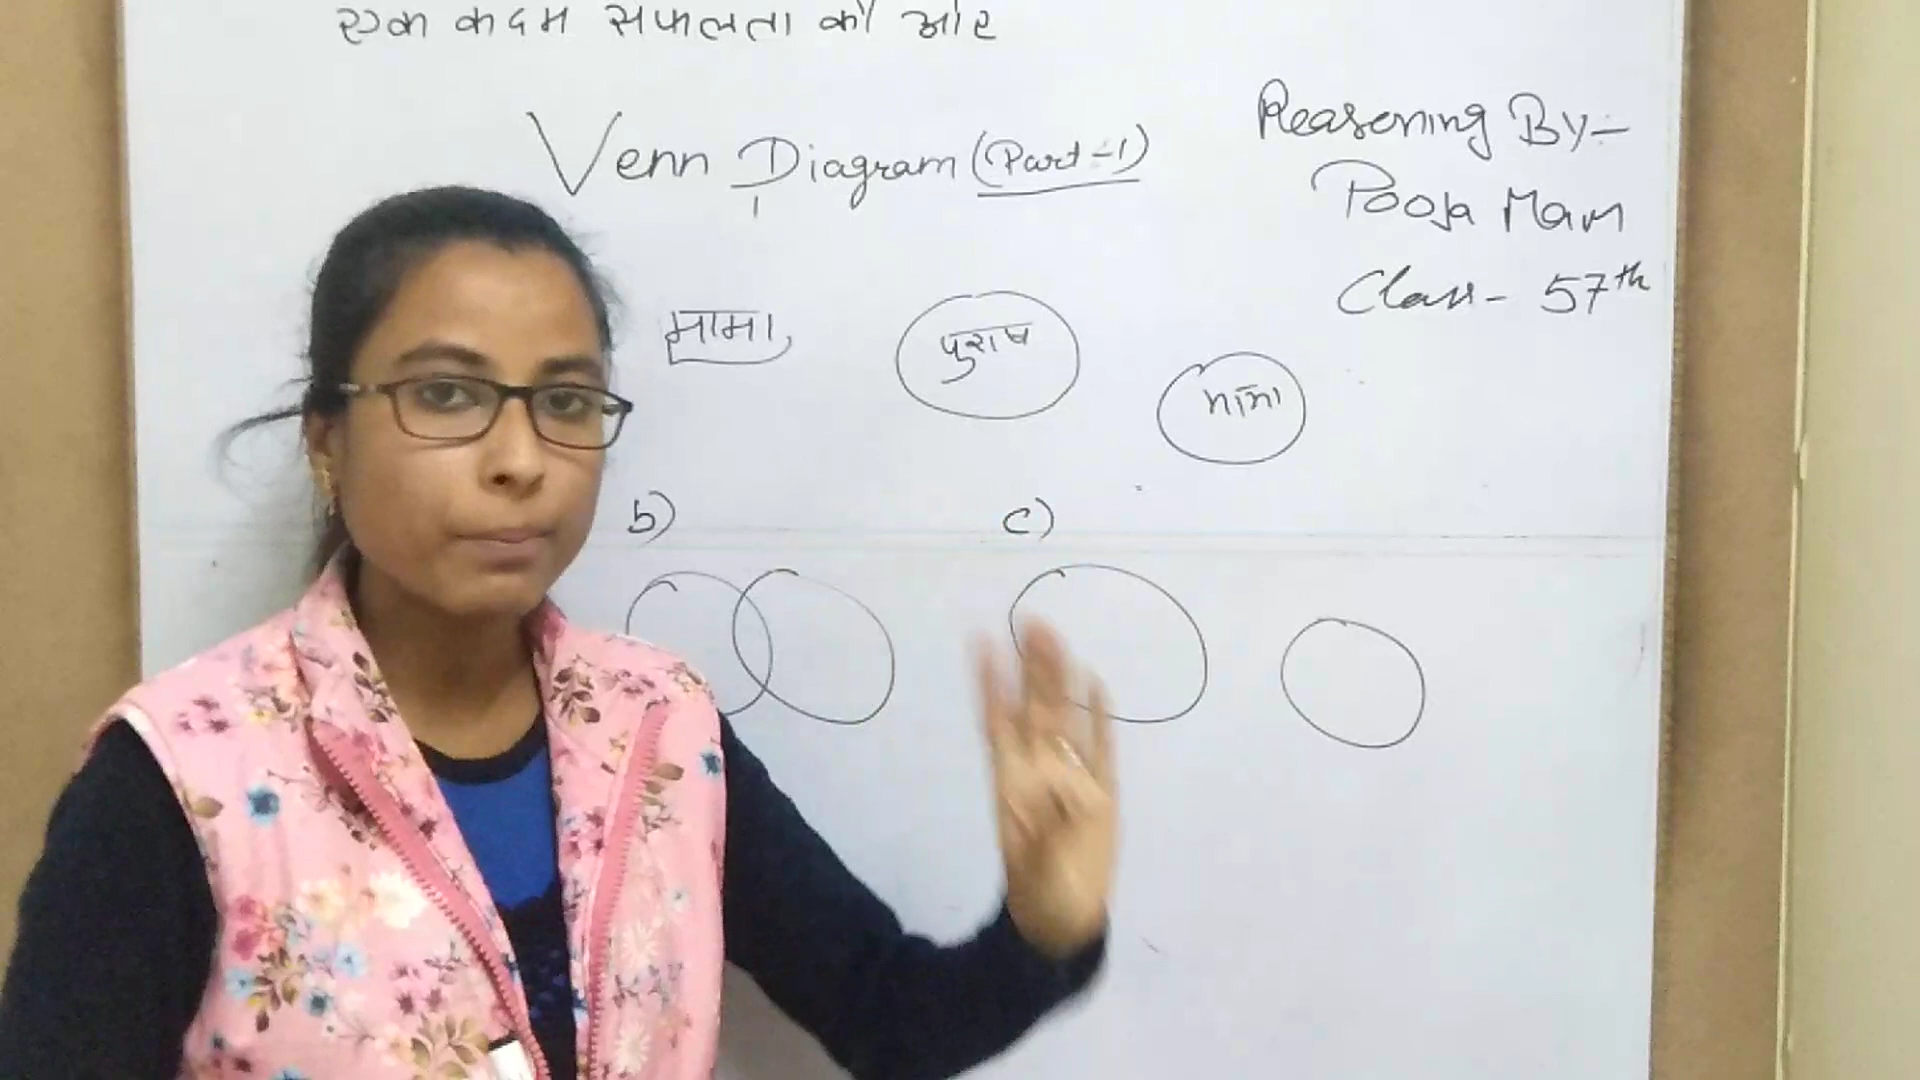 एक कदम सफलता की ओर
Venn Diagram (Part-1)
Reasoning By-
Pooja Mam
Class- 57th
मामा,
पुरुष
b)
c)